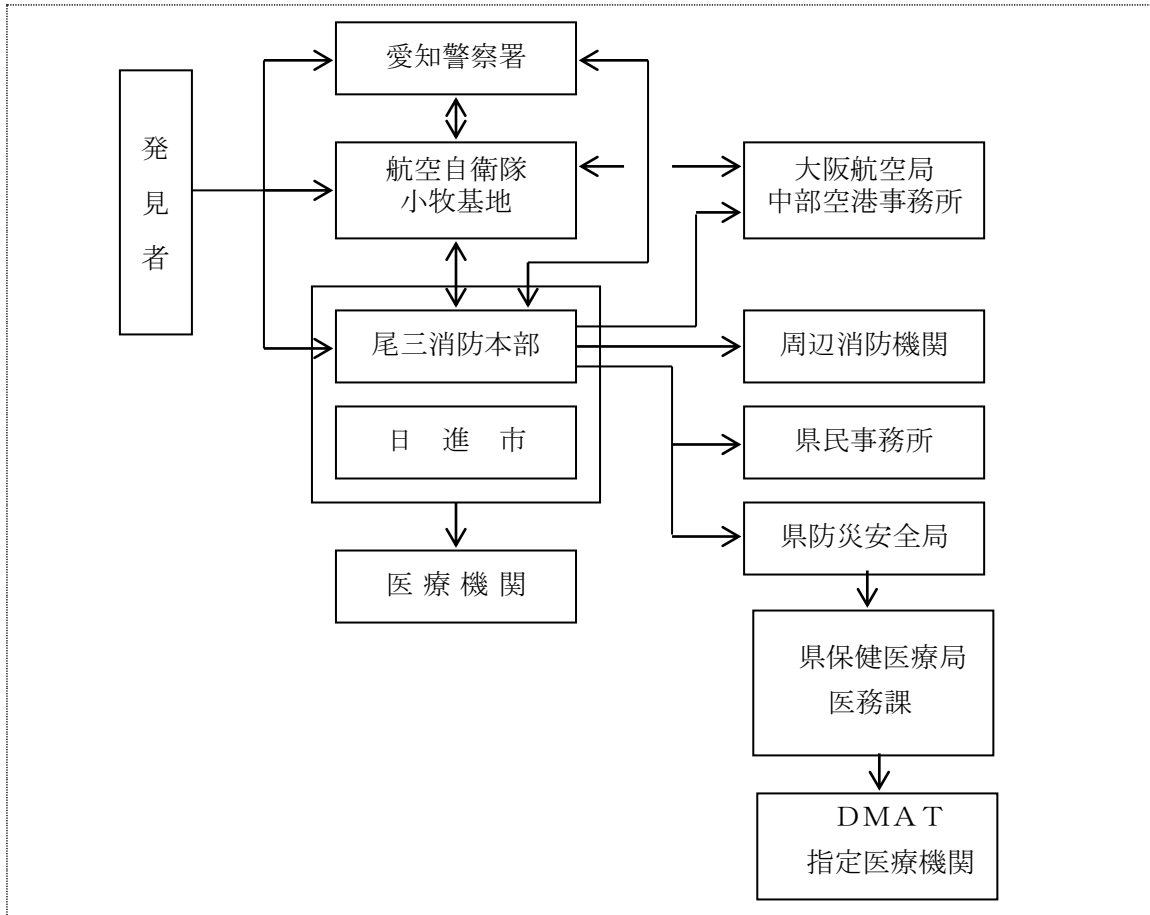 発見者
愛知警察署
航空自衛隊
小牧基地
尾三消防本部
日 進 市
医 療 機 関
大阪航空局
中部空港事務所
周辺消防機関
県民事務所
県防災安全局
県保健医療局
医務課
ＤＭＡＴ
指定医療機関